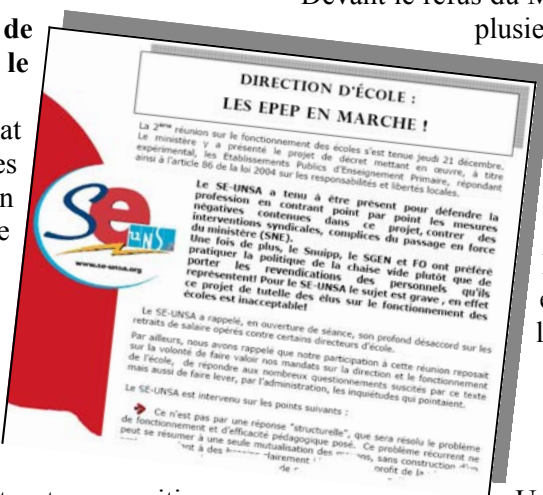 Devant le refus du M
de
plusie
le
at
es
n
e
e
l
DIRECTION D'ÉCOLE :
LES EPEP EN MARCHE !
La 2ème réunion sur le fonctionnement des écoles s'est tenue jeudi 21 décembre.
Le ministère y a présenté le projet de décret mettant en œuvre, à titre
expérimental, les Etablissements Publics d'Enseignement Primaire, répondant
ainsi à l'article 86 de la loi 2004 sur les responsabilités et libertés locales.
Le SE-UNSA a tenu à être présent pour défendre la
profession en contrant point par point les mesures
négatives contenues dans ce projet, contrer des
interventions syndicales, complices du passage en force
du ministère (SNE).
Une fois de plus, le Snuipp, le SGEN et FO ont préféré
pratiquer la politique de la chaise vide plutôt que de
porter les revendications des personnels qu'ils
représentent! Pour le SE-UNSA le sujet est grave , en effet
ce projet de tutelle des élus sur le fonctionnement des
écoles est inacceptable!
se
UNSA
www.se-unsa.org
Le SE-UNSA a rappelé, en ouverture de séance, son profond désaccord sur les
retraits de salaire opérés contre certains directeurs d'école.
Par ailleurs, nous avons rappelé que notre participation à cette réunion reposait
sur la volonté de faire valoir nos mandats sur la direction et le fonctionnement
de l'école, de répondre aux nombreux questionnements suscités par ce texte
mais aussi de faire lever, par l'administration, les inquiétudes qui pointaient.
Le SE-UNSA est intervenu sur les points suivants :
Ce n'est pas par une réponse "structurelle", que sera résolu le problème
de fonctionnement et d'efficacité pédagogique posé. Ce problème récurrent ne
peut se résumer à une seule mutualisation des moyens, sans construction d'un
à des clairement profit de la